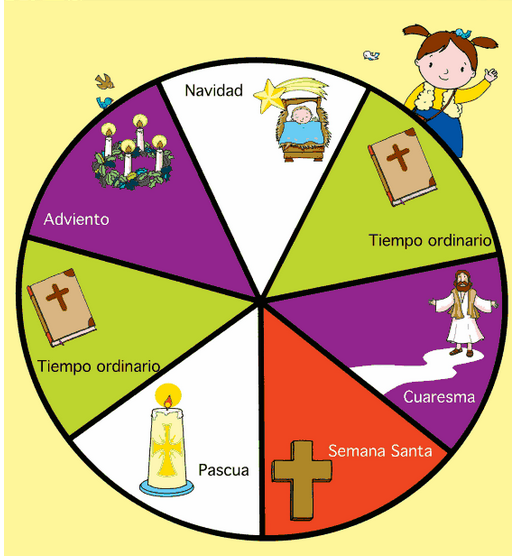 Navidad
Tiempo ordinario
Cuaresma
Semana Santa
Pascua
Tiempo ordinario
Adviento